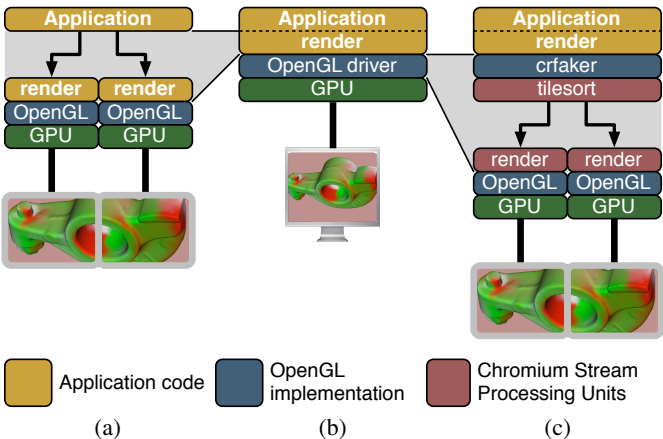 Application
render
render
OpenGL
OpenGL
GPU
GPU
Application
render
OpenGL driver
GPU
Application
render
crfaker
tilesort
render
render
OpenGL
OpenGL
GPU
GPU
Application code
OpenGL
implementation
Chromium Stream
Processing Units
(a)
(b)
(c)